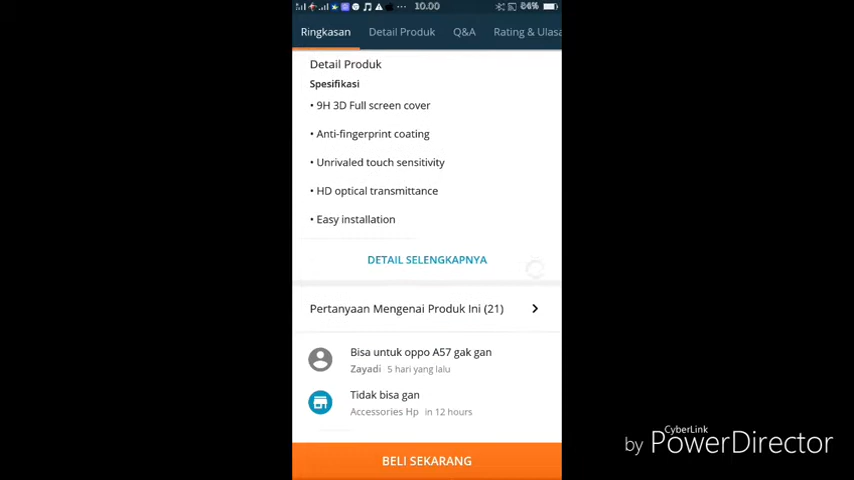 10.00 84%
Ringkasan Detail Produk Q&A Rating & Ulasa
Detail Produk
Spesifikasi
• 9H 3D Full screen cover
• Anti-fingerprint coating
• Unrivaled touch sensitivity
• HD optical transmittance
• Easy installation
DETAIL SELENGKAPNYA
Pertanyaan Mengenai Produk Ini (21)
Bisa untuk oppo A57 gak gan
Zayadi 5 hari yang lalu
Tidak bisa gan
Accessories Hp in 12 hours
BELI SEKARANG
CyberLink
by PowerDirector